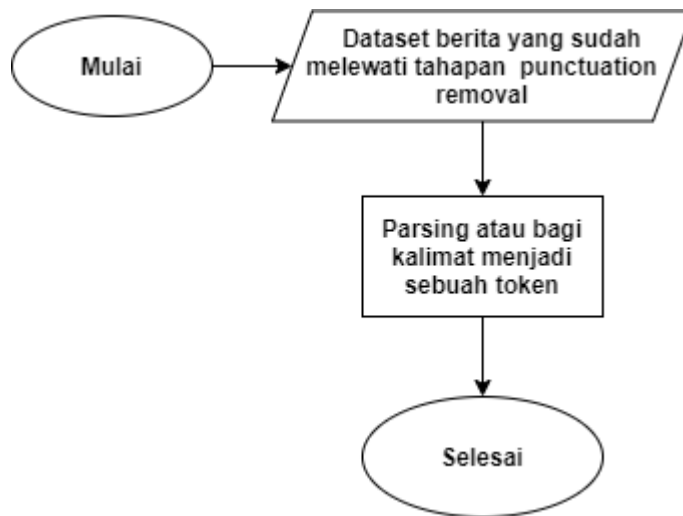 Mulai
Dataset berita yang sudah
melewati tahapan punctuation
removal
Parsing atau bagi
kalimat menjadi
sebuah token
Selesai